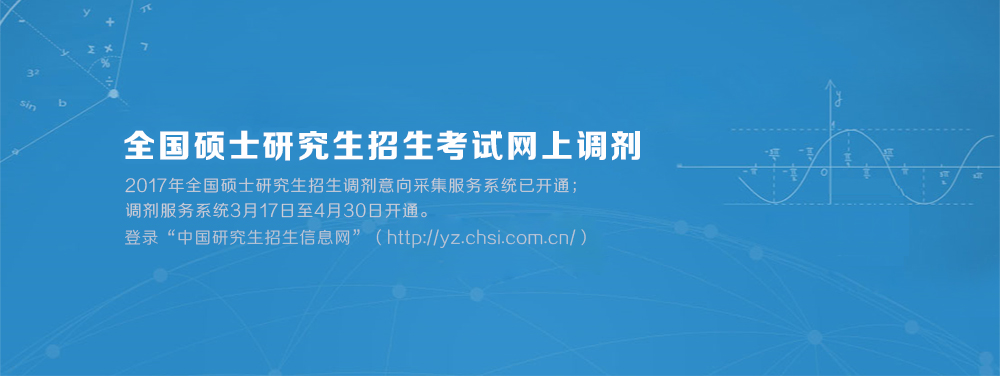 全国硕士研究生招生考试网上调剂
2017年全国硕士研究生招生调剂意向采集服务系统已开通；
调剂服务系统3月17日至4月30日开通。
登录“中国研究生招生信息网”（http://yz.chsi.com.cn/）
y
π
+
Σ
×
7
y
%
3²
÷
sin
b
a
y
0